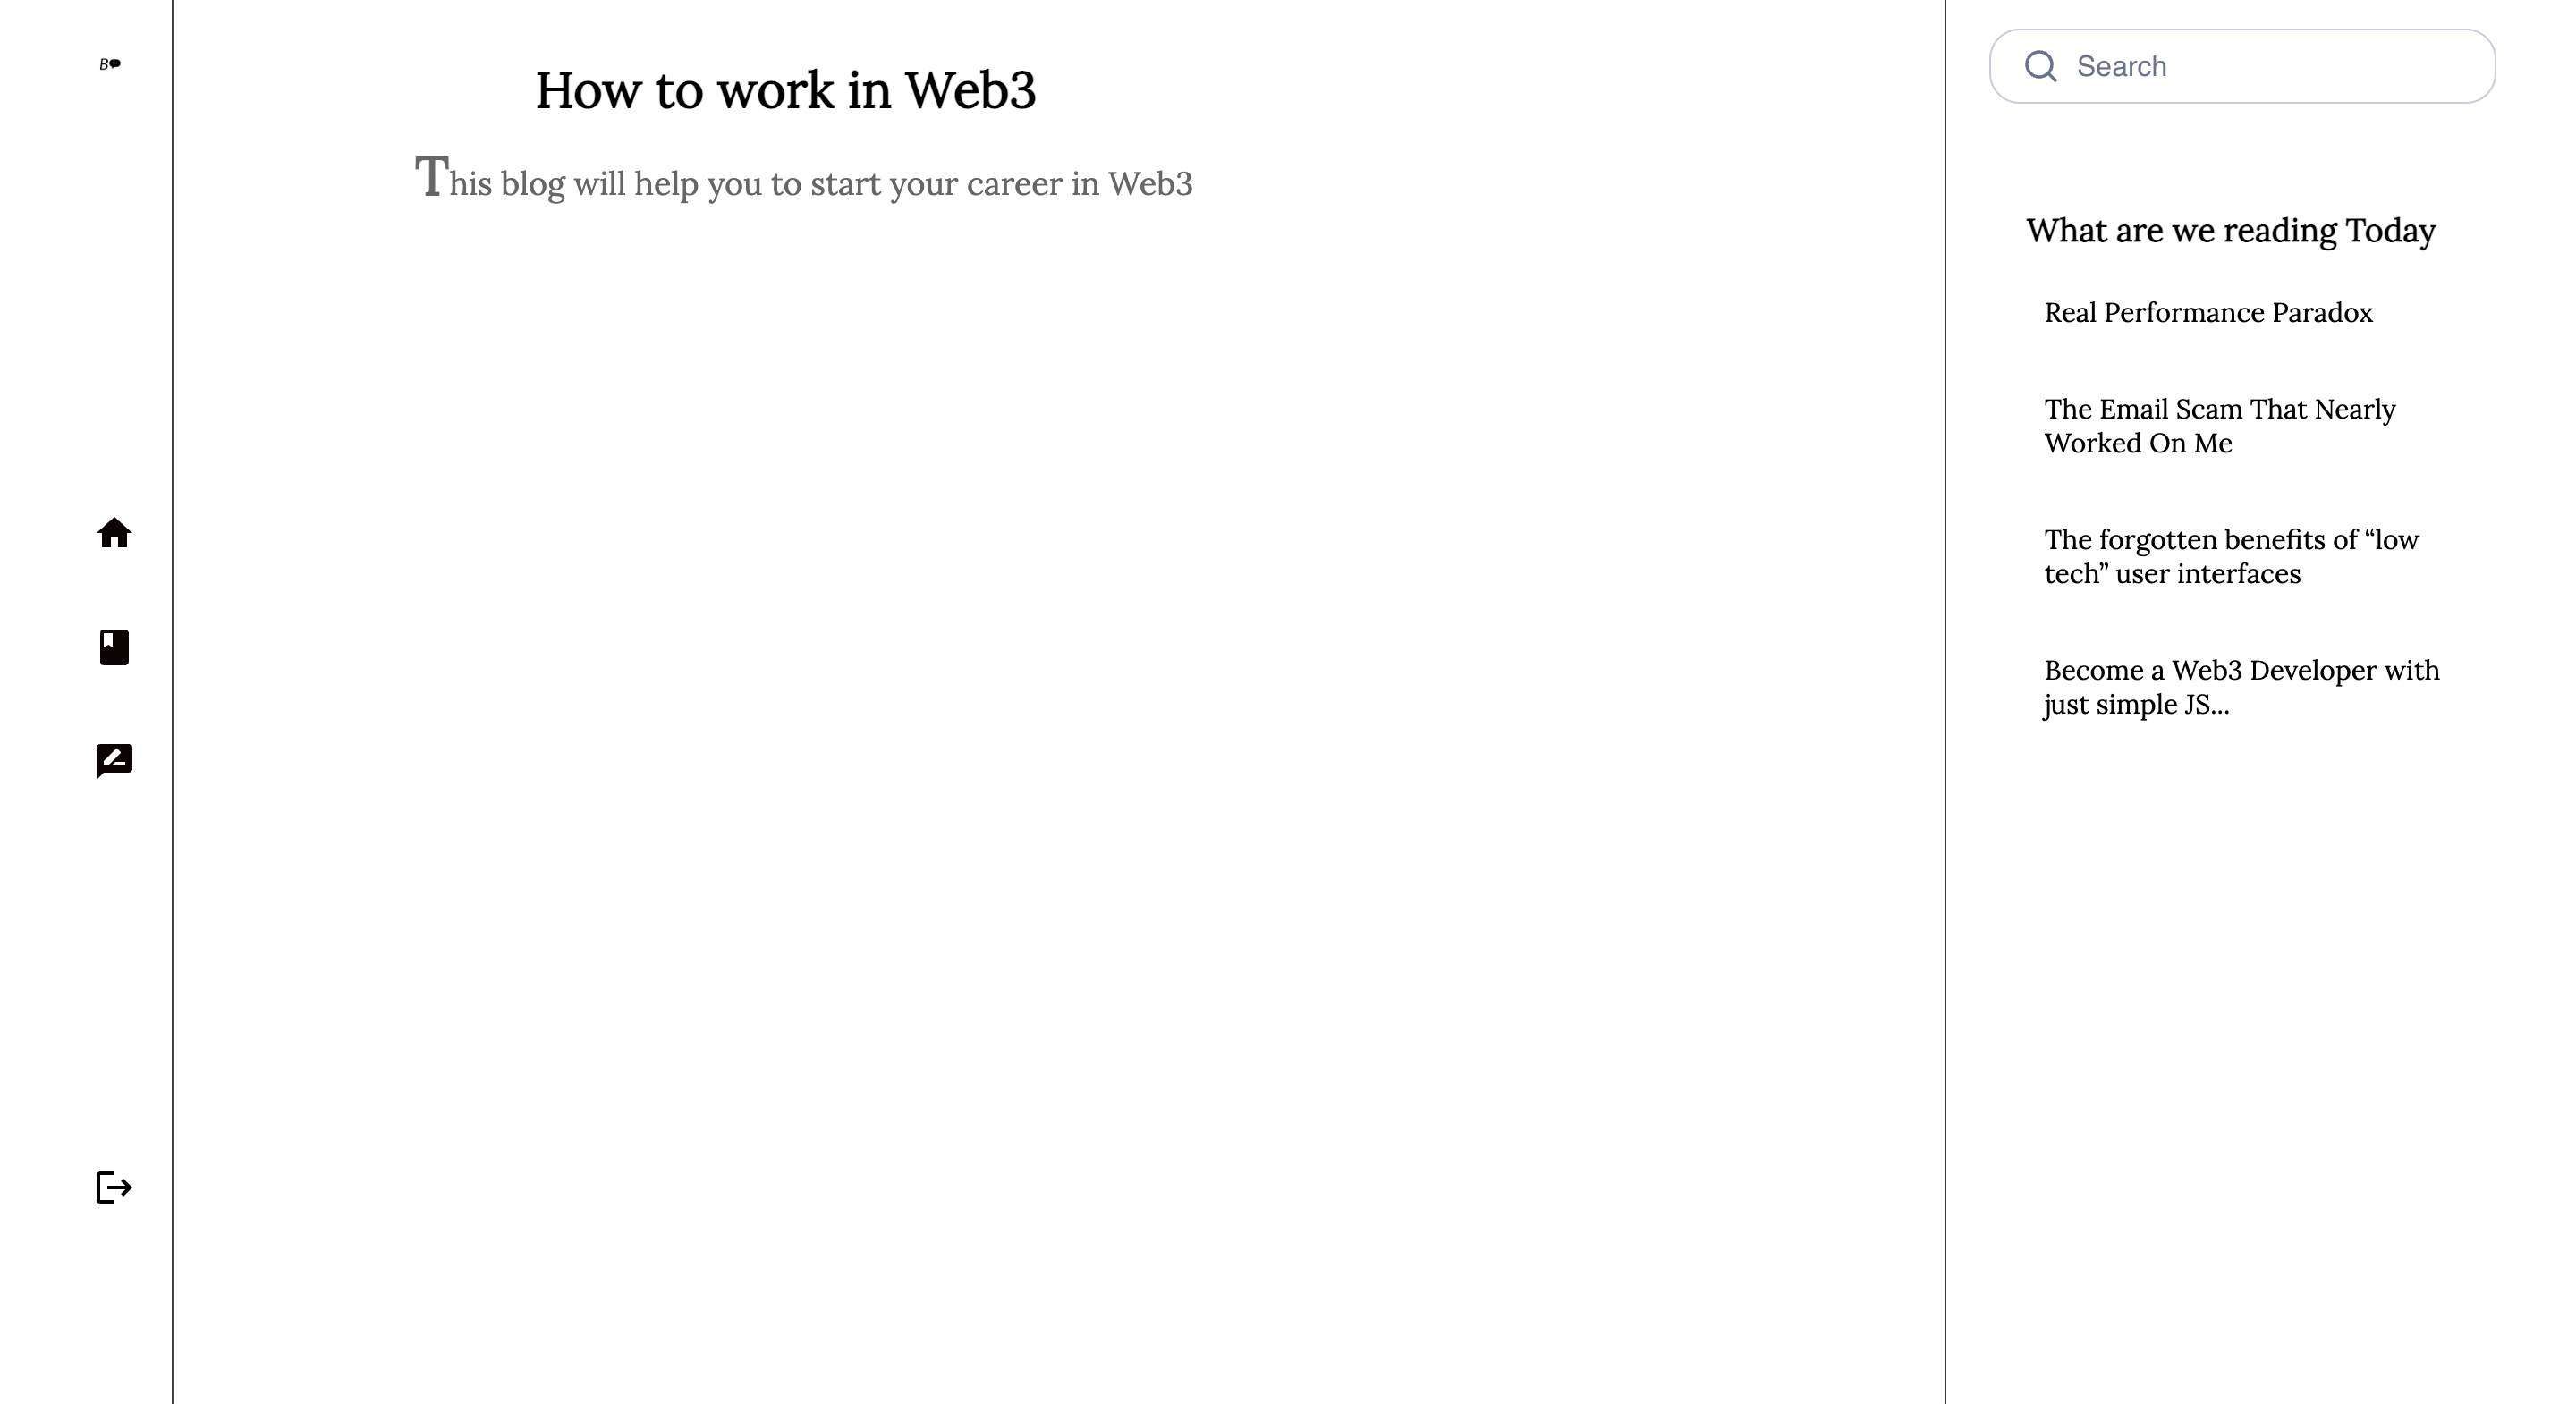 B
How to work in Web3
This blog will help you to start your career in Web3
Search
What are we reading Today
Real Performance Paradox
The Email Scam That Nearly
Worked On Me
The forgotten benefits of “low
tech” user interfaces
Become a Web3 Developer with
just simple JS...